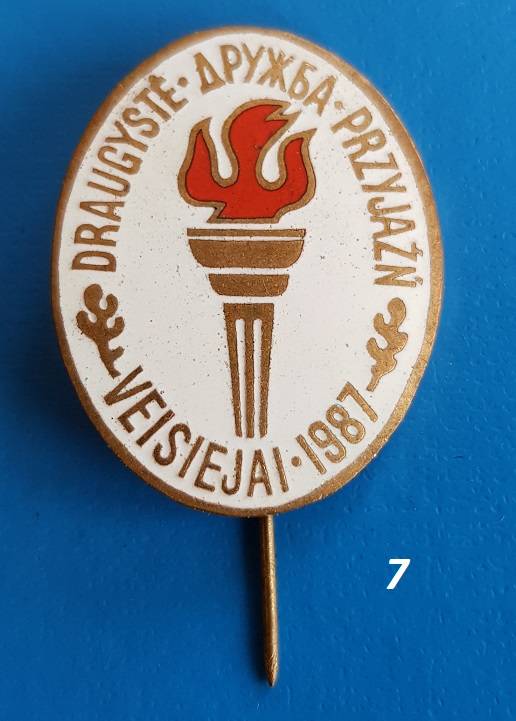 DRAUGYSTĖ · ДРУЖБА · PRZYJAŹŃ
VEISIEJAI · 1987
7